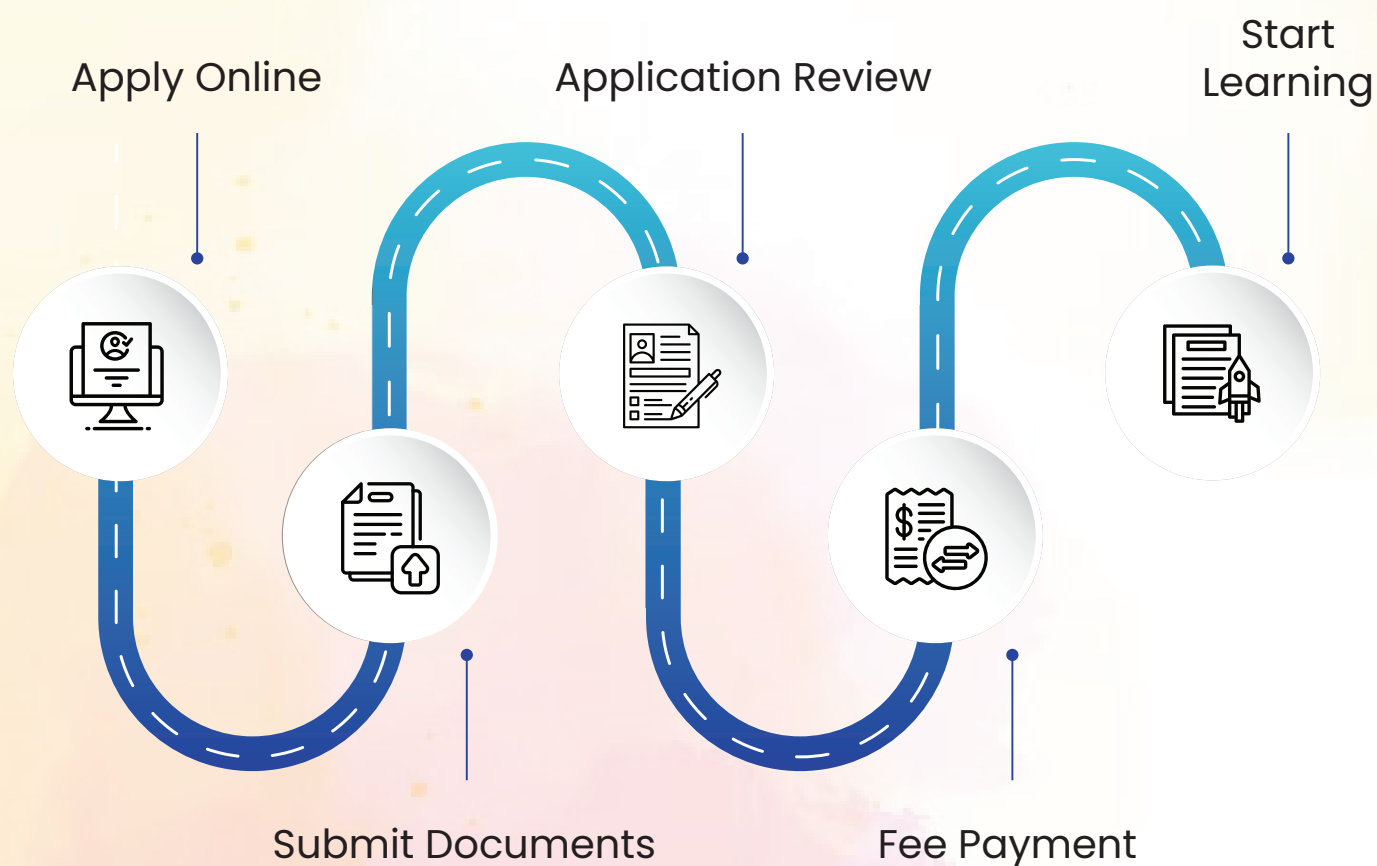 Apply Online
Submit Documents
Application Review
Fee Payment
Start
Learning
$